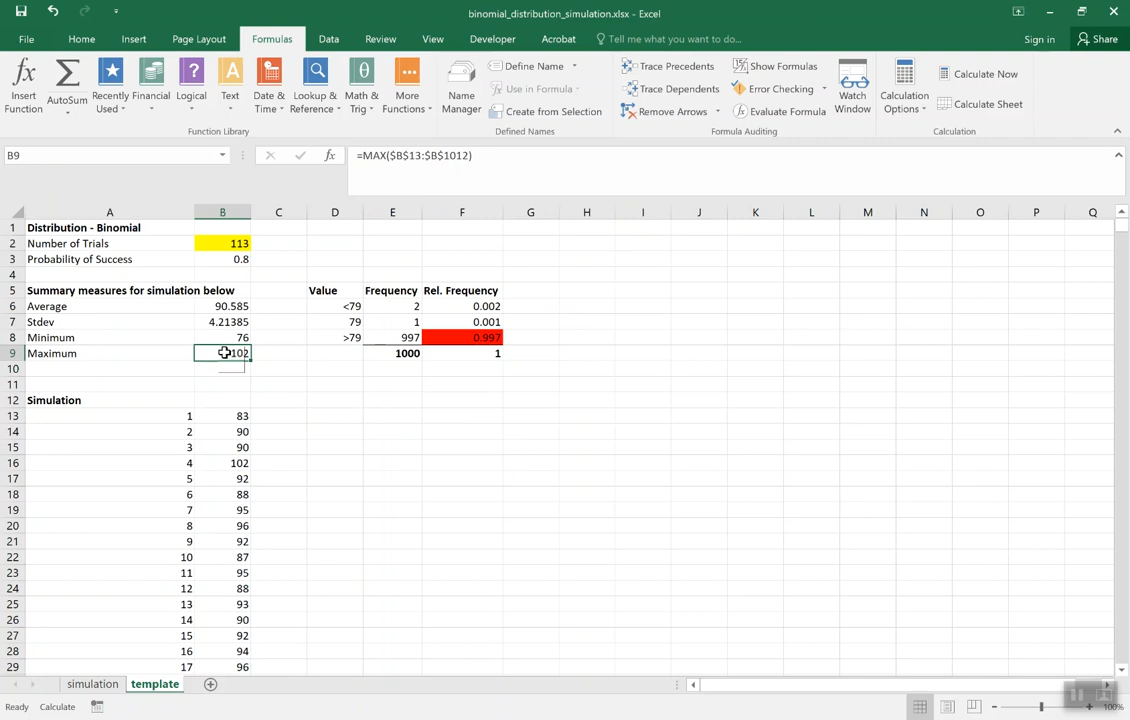 binomial_distribution_simulation.xlsx - Excel
File Home Insert Page Layout Formulas Data Review View Developer Acrobat Tell me what you want to do... Sign in Share
Insert Function
AutoSum
Recently Used
Financial
Logical
Text
Date & Time
Lookup & Reference
Math & Trig
More Functions
Function Library
Name Manager
Define Name
Use in Formula
Create from Selection
Defined Names
Trace Precedents
Trace Dependents
Remove Arrows
Show Formulas
Error Checking
Evaluate Formula
Formula Auditing
Watch Window
Calculation Options
Calculate Now
Calculate Sheet
Calculation
B9 fx =MAX($B$13:$B$1012)
A B C D E F G H I J K L M N O P Q
1 Distribution - Binomial
2 Number of Trials 113
3 Probability of Success 0.8
4
5 Summary measures for simulation below Value Frequency Rel. Frequency
6 Average 90.585 <79 2 0.002
7 Stdev 4.21385 79 1 0.001
8 Minimum 76 >79 997 0.997
9 Maximum 102 1000 1
10
11
12 Simulation
13 1 83
14 2 90
15 3 90
16 4 102
17 5 92
18 6 88
19 7 95
20 8 96
21 9 92
22 10 87
23 11 95
24 12 88
25 13 93
26 14 90
27 15 92
28 16 94
29 17 96
simulation template
Ready Calculate 100%